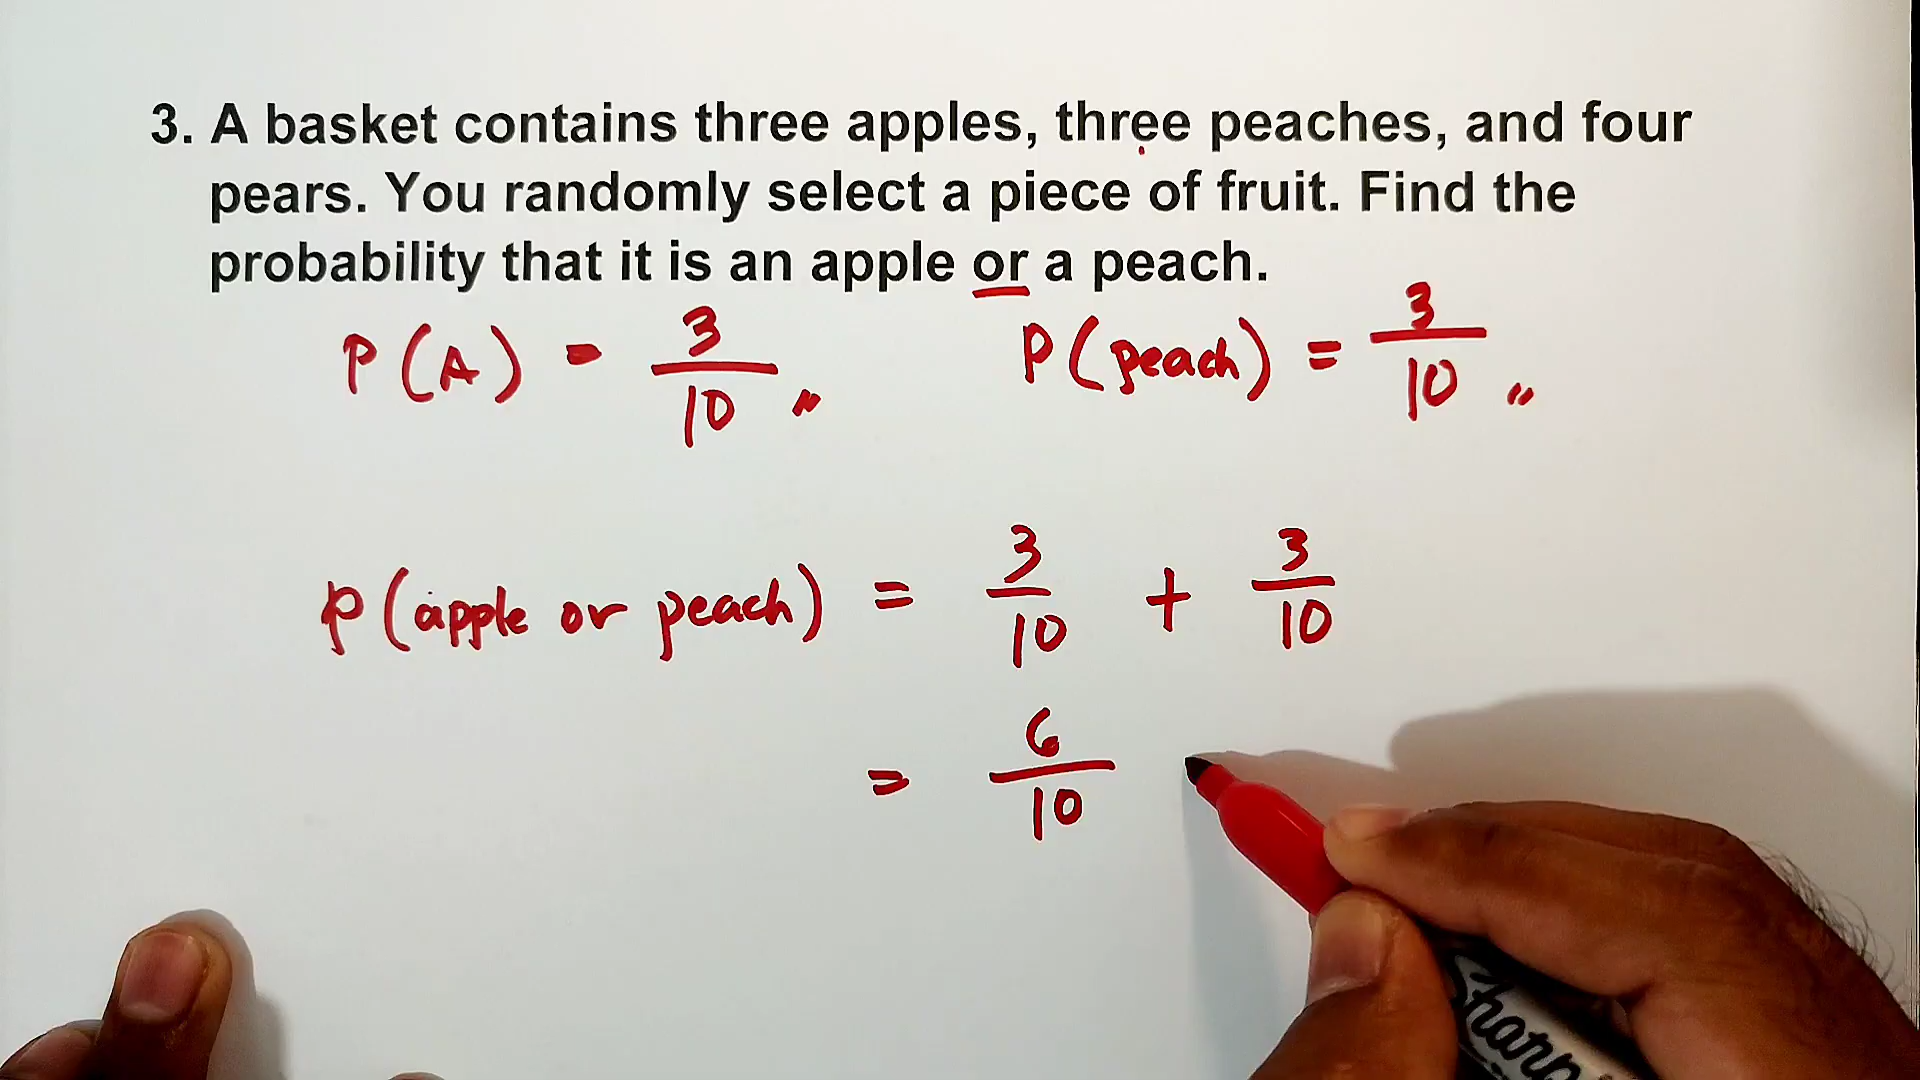 3. A basket contains three apples, three peaches, and four
pears. You randomly select a piece of fruit. Find the
probability that it is an apple or a peach.
P(A) = 3/10 〃 P(peach) = 3/10 〃
P(apple or peach) = 3/10 + 3/10
= 6/10
Sharp